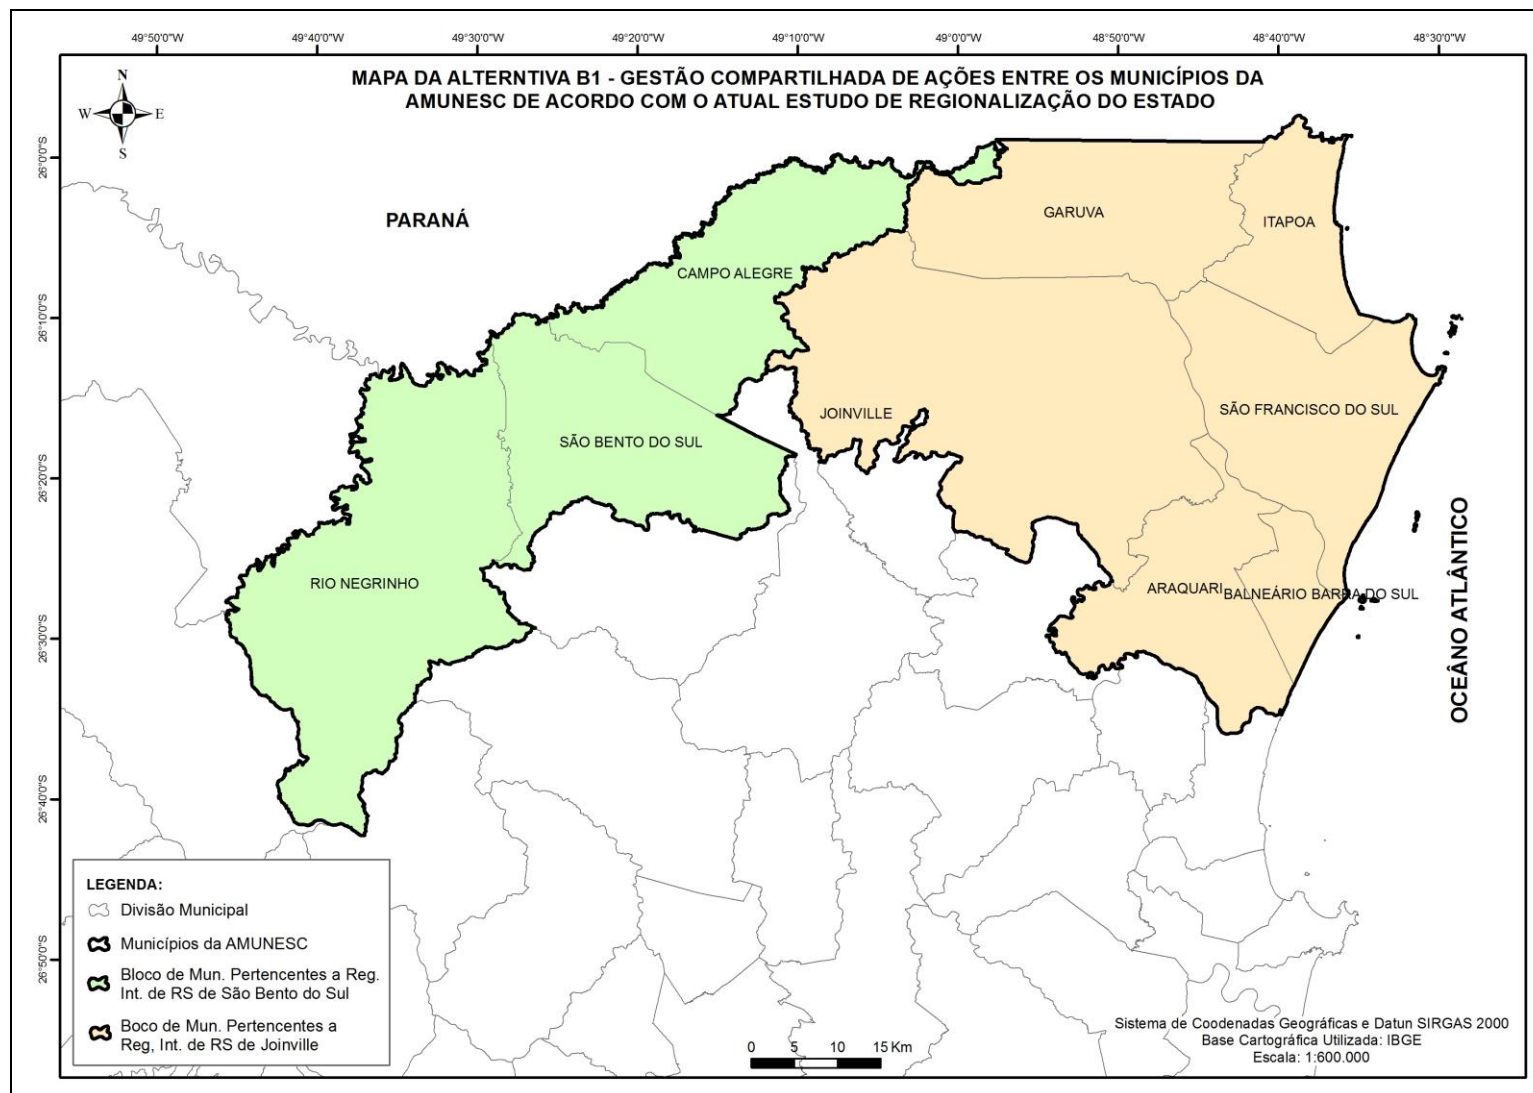 49°50'0"W 49°40'0"W 49°30'0"W 49°20'0"W 49°10'0"W 49°0'0"W 48°50'0"W 48°40'0"W 48°30'0"W
MAPA DA ALTERNTIVA B1 - GESTÃO COMPARTILHADA DE AÇÕES ENTRE OS MUNICÍPIOS DA
AMUNESC DE ACORDO COM O ATUAL ESTUDO DE REGIONALIZAÇÃO DO ESTADO
N
W E
S
26°0'0"S
26°10'0"S
26°20'0"S
26°30'0"S
26°40'0"S
26°50'0"S
PARANÁ
GARUVA
ITAPOA
CAMPO ALEGRE
JOINVILLE
SÃO FRANCISCO DO SUL
SÃO BENTO DO SUL
RIO NEGRINHO
ARAQUARI
BALNEÁRIO BARRA DO SUL
OCEÂNO ATLÂNTICO
LEGENDA:
Divisão Municipal
Municípios da AMUNESC
Bloco de Mun. Pertencentes a Reg.
Int. de RS de São Bento do Sul
Boco de Mun. Pertencentes a
Reg, Int. de RS de Joinville
0 5 10 15 Km
Sistema de Coodenadas Geográficas e Datun SIRGAS 2000
Base Cartográfica Utilizada: IBGE
Escala: 1:600.000